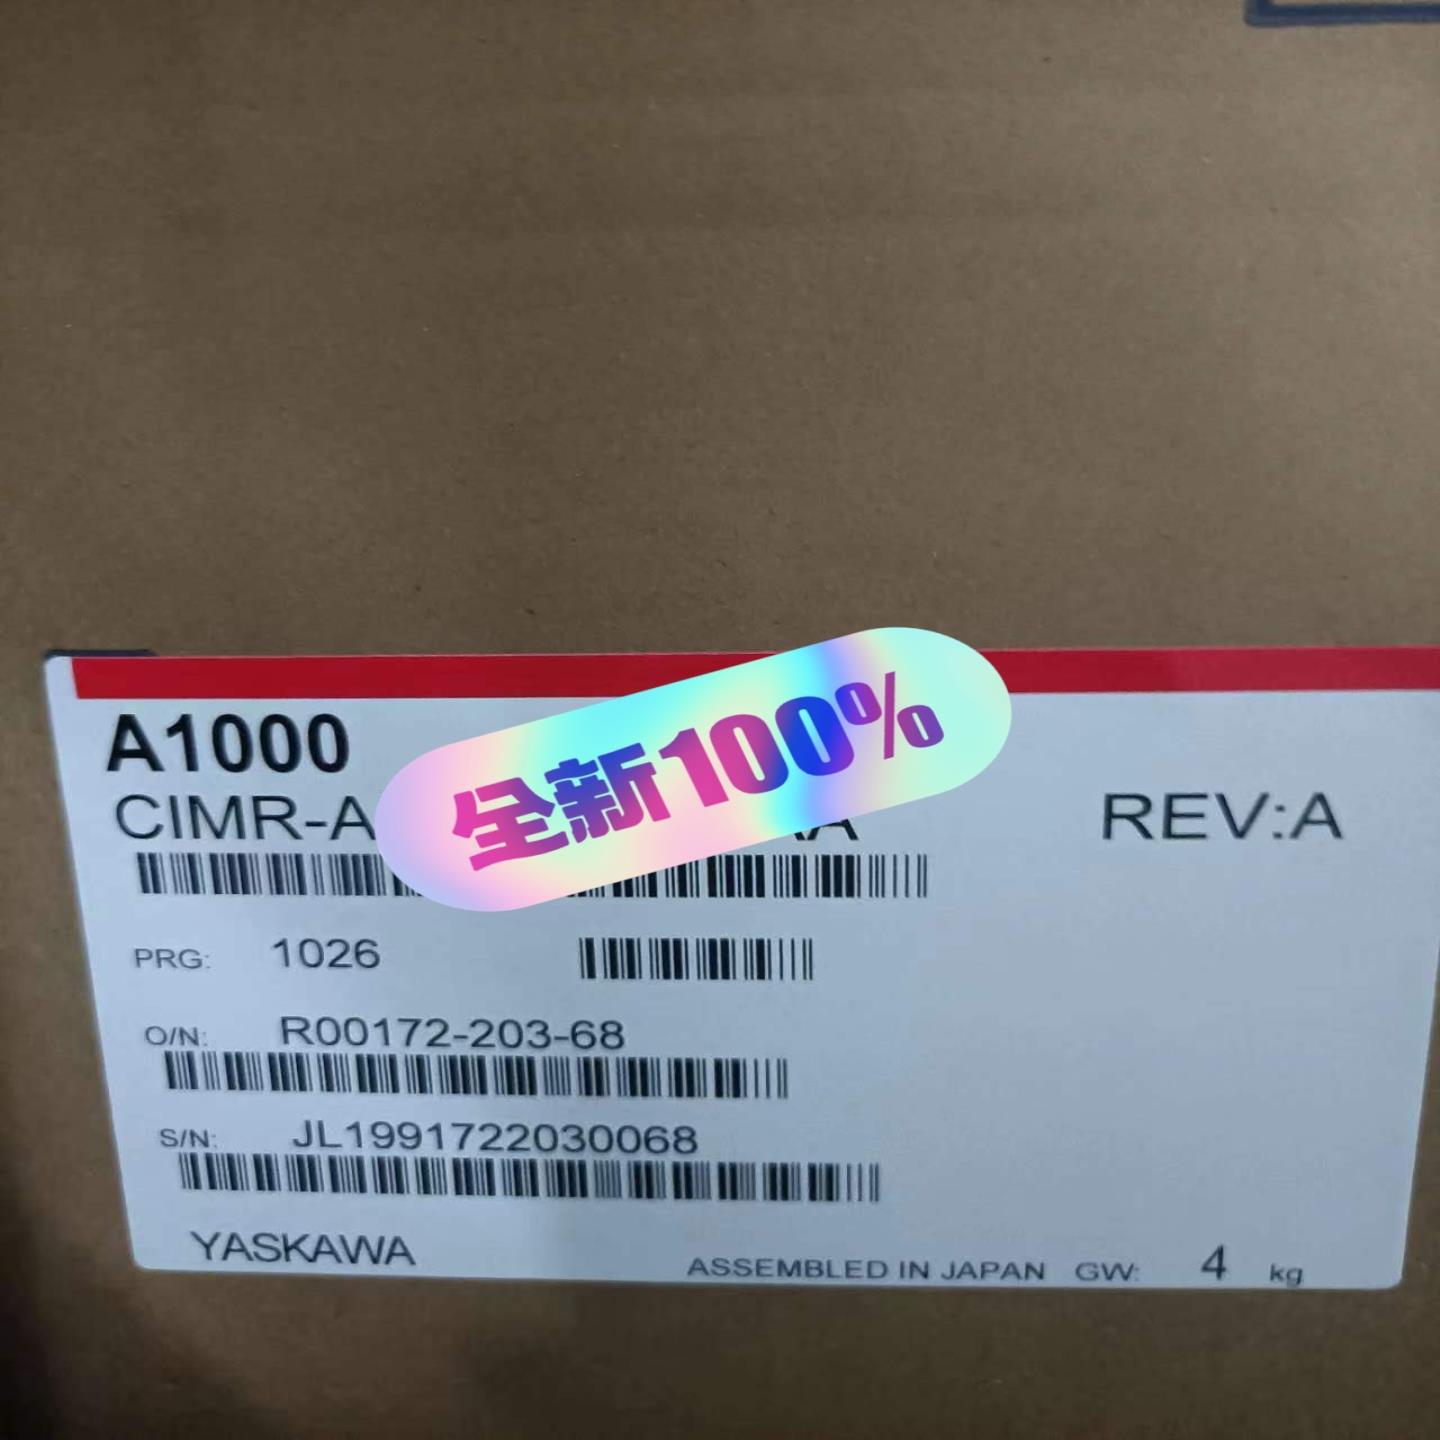 A1000
全新100%
CIMR-A
AA
REV:A
PRG: 1026
O/N: R00172-203-68
S/N: JL1991722030068
YASKAWA
ASSEMBLED IN JAPAN GW: 4 kg